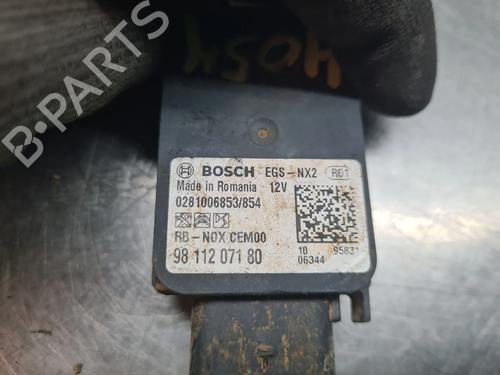 H054
B-PARTS
BOSCH EGS-NX2 R01
Made in Romania 12V
0281006853/854
RB-NOX CEM00
98 112 071 80
10 95831
06344